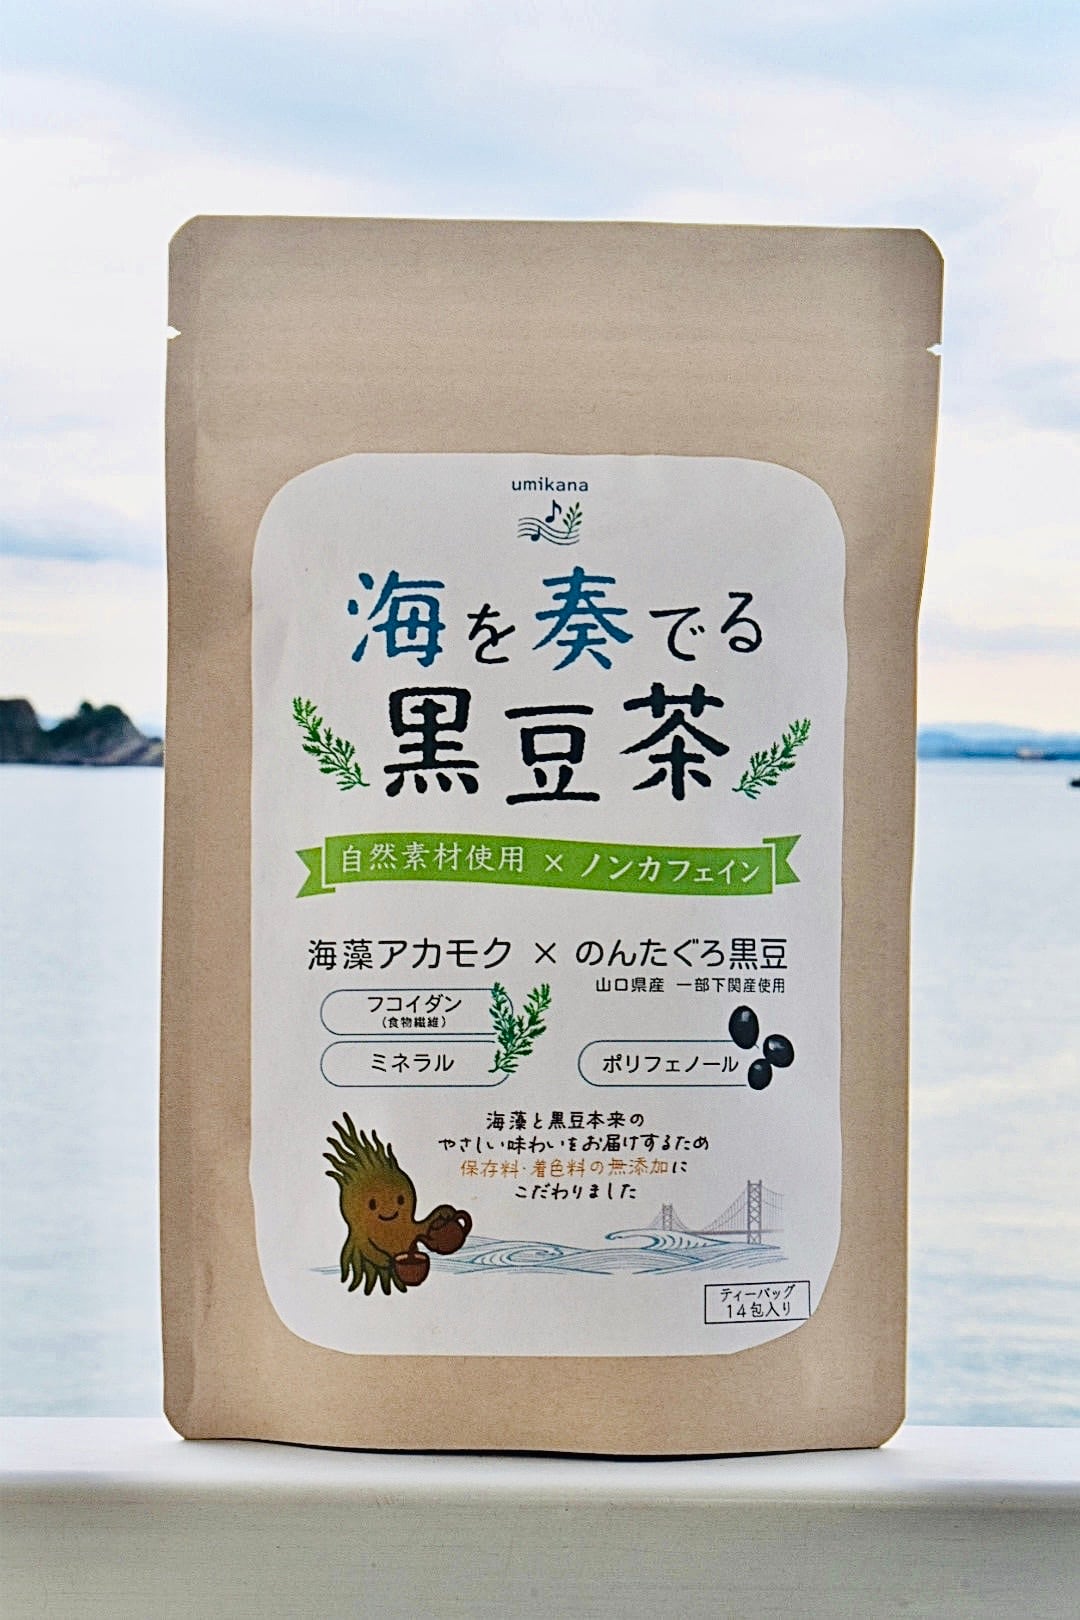 umikana
海を奏でる
黒豆茶
自然素材使用 × ノンカフェイン
海藻アカモク × のんたぐろ黒豆
山口県産 一部下関産使用
フコイダン
(食物繊維)
ミネラル
ポリフェノール
海藻と黒豆本来の
やさしい味わいをお届けするため
保存料・着色料の無添加に
こだわりました
ティーバッグ
14包入り